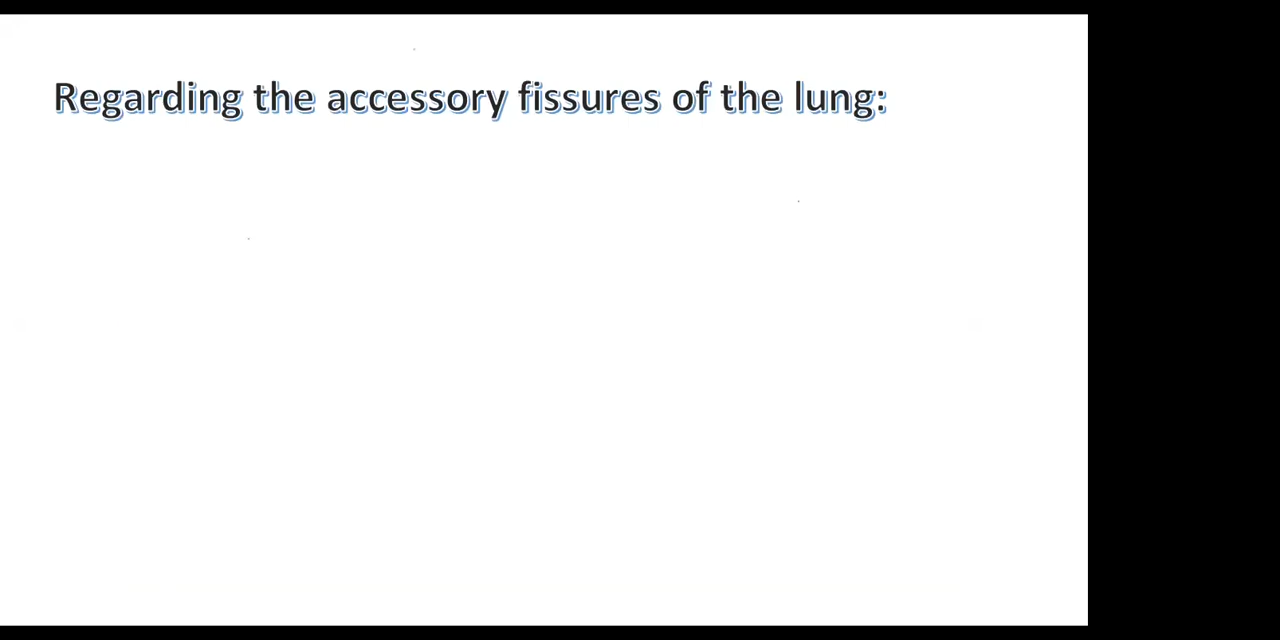 Regarding the accessory fissures of the lung: